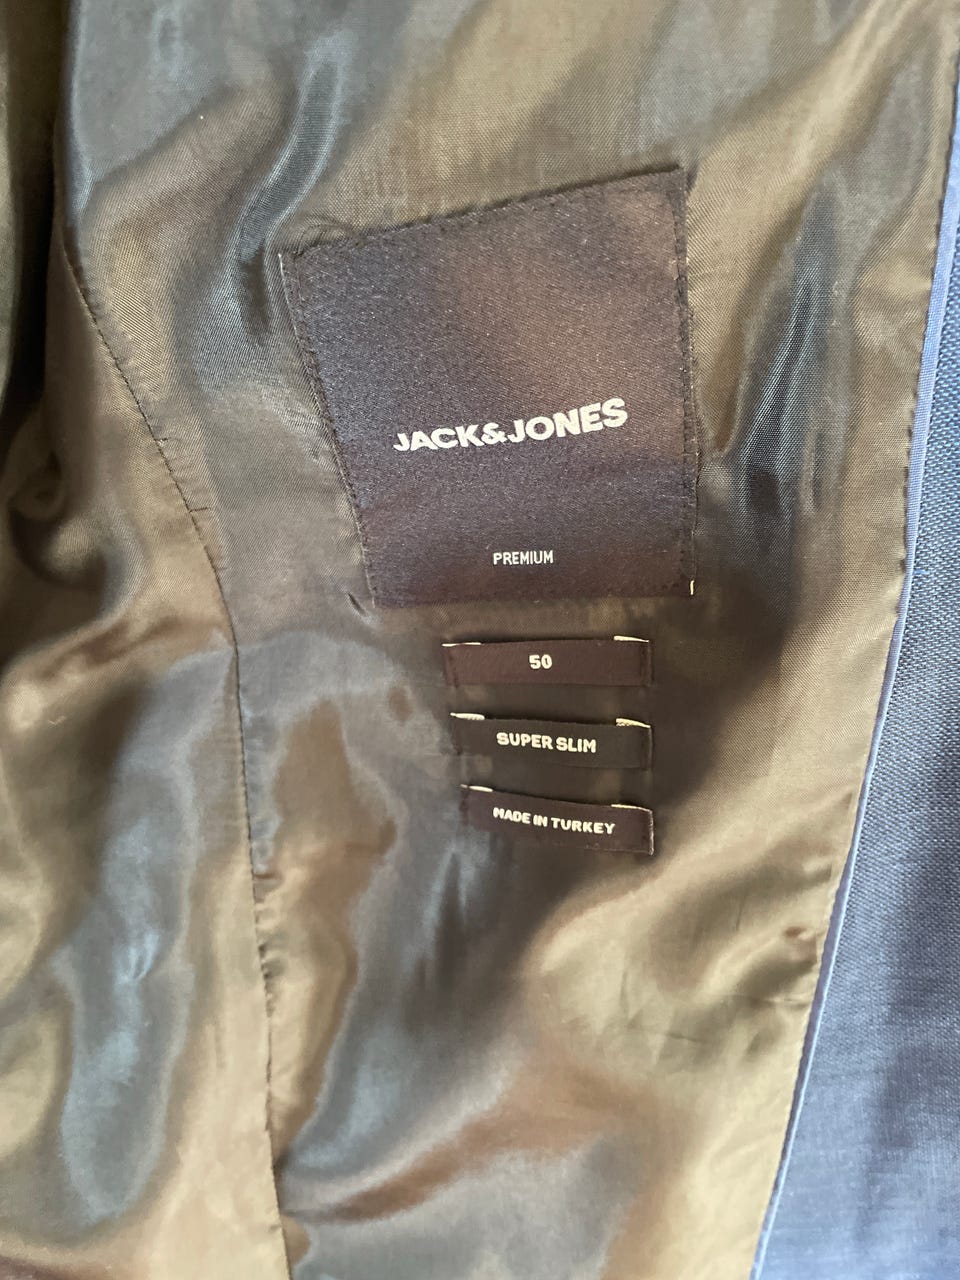 JACK&JONES
PREMIUM
50
SUPER SLIM
MADE IN TURKEY